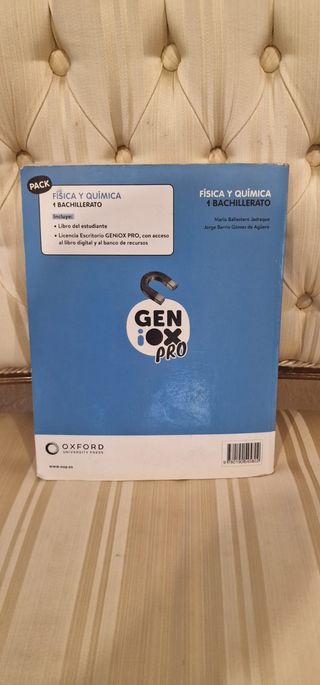 PACK
FÍSICA Y QUÍMICA
1 BACHILLERATO
Incluye:
• Libro del estudiante
• Licencia Escritorio GENiOX PRO, con acceso
al libro digital y al banco de recursos
FÍSICA Y QUÍMICA
1 BACHILLERATO
Mario Ballestero Jadraque
Jorge Barrio Gómez de Agüero
GEN
iOX
PRO
OXFORD
UNIVERSITY PRESS
www.oup.es